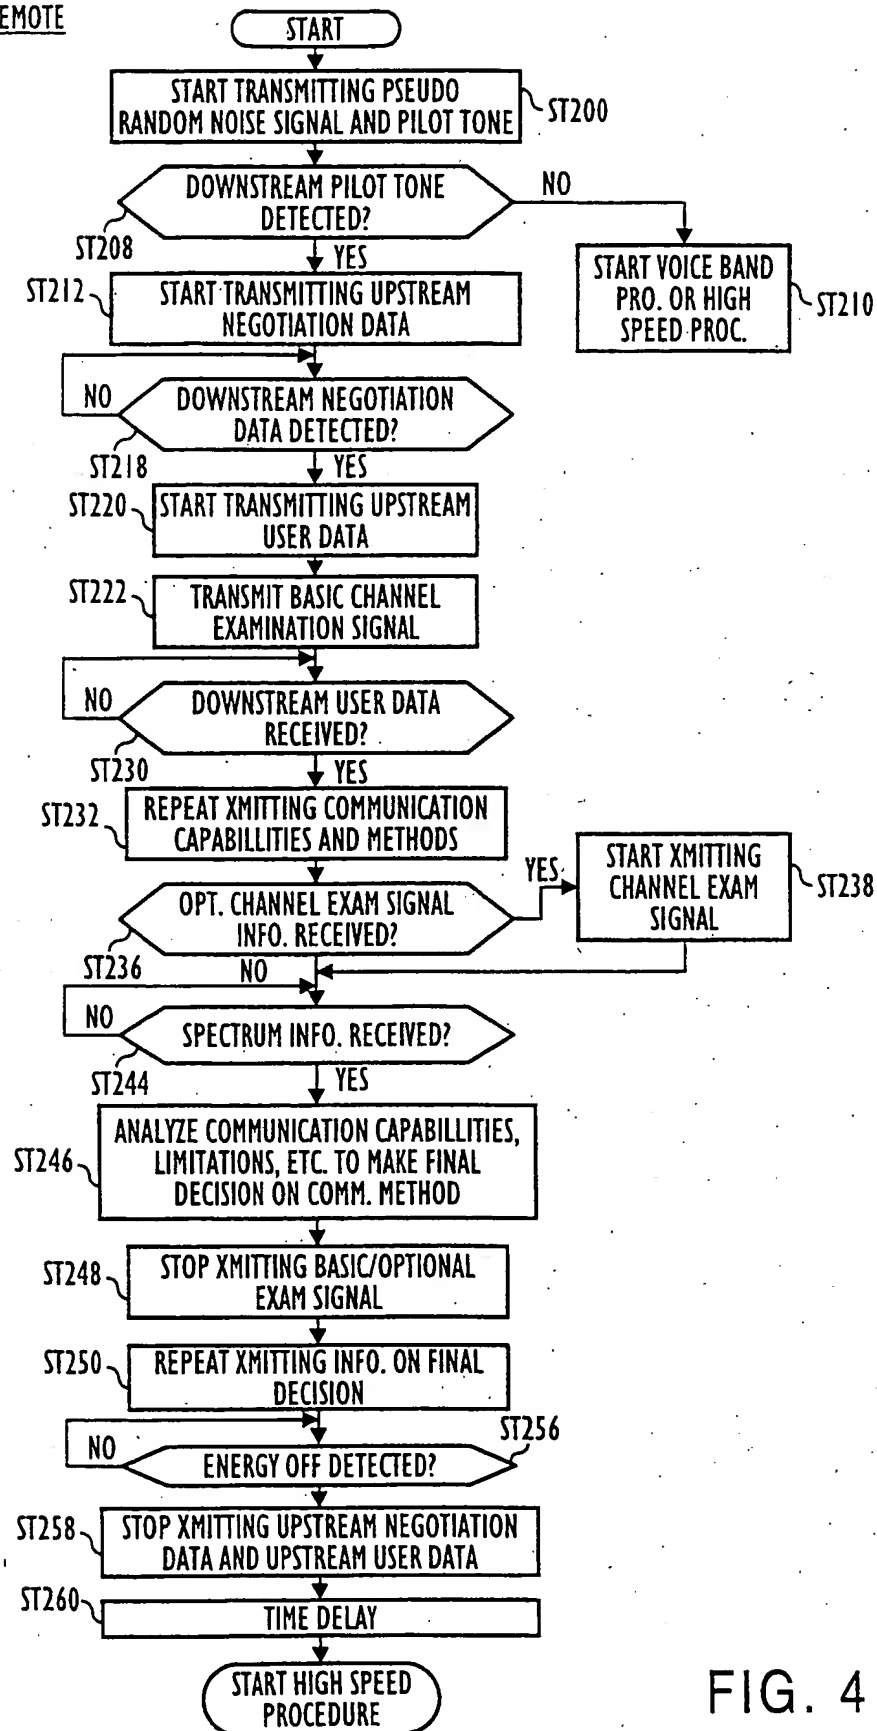 EMOTE
START
START TRANSMITTING PSEUDO
RANDOM NOISE SIGNAL AND PILOT TONE
ST200
DOWNSTREAM PILOT TONE
DETECTED?
NO
ST208
YES
START VOICE BAND
PRO. OR HIGH
SPEED PROC.
ST210
ST212
START TRANSMITTING UPSTREAM
NEGOTIATION DATA
NO
DOWNSTREAM NEGOTIATION
DATA DETECTED?
ST218
YES
ST220
START TRANSMITTING UPSTREAM
USER DATA
ST222
TRANSMIT BASIC CHANNEL
EXAMINATION SIGNAL
NO
DOWNSTREAM USER DATA
RECEIVED?
ST230
YES
ST232
REPEAT XMITTING COMMUNICATION
CAPABILLITIES AND METHODS
OPT. CHANNEL EXAM SIGNAL
INFO. RECEIVED?
YES
START XMITTING
CHANNEL EXAM
SIGNAL
ST238
ST236
NO
NO
SPECTRUM INFO. RECEIVED?
ST244
YES
ST246
ANALYZE COMMUNICATION CAPABILLITIES,
LIMITATIONS, ETC. TO MAKE FINAL
DECISION ON COMM. METHOD
ST248
STOP XMITTING BASIC/OPTIONAL
EXAM SIGNAL
ST250
REPEAT XMITTING INFO. ON FINAL
DECISION
NO
ENERGY OFF DETECTED?
ST256
ST258
STOP XMITTING UPSTREAM NEGOTIATION
DATA AND UPSTREAM USER DATA
ST260
TIME DELAY
START HIGH SPEED
PROCEDURE
FIG. 4